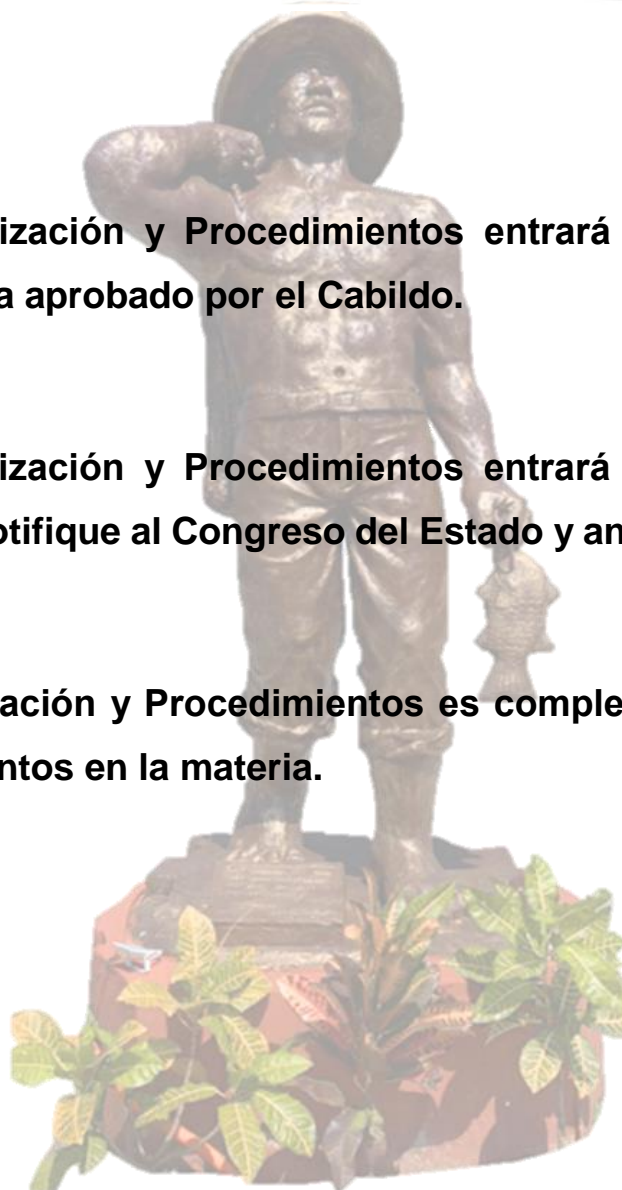 ización y Procedimientos entrará
a aprobado por el Cabildo.
ización y Procedimientos entrará
otifique al Congreso del Estado y an
ación y Procedimientos es comple
ntos en la materia.